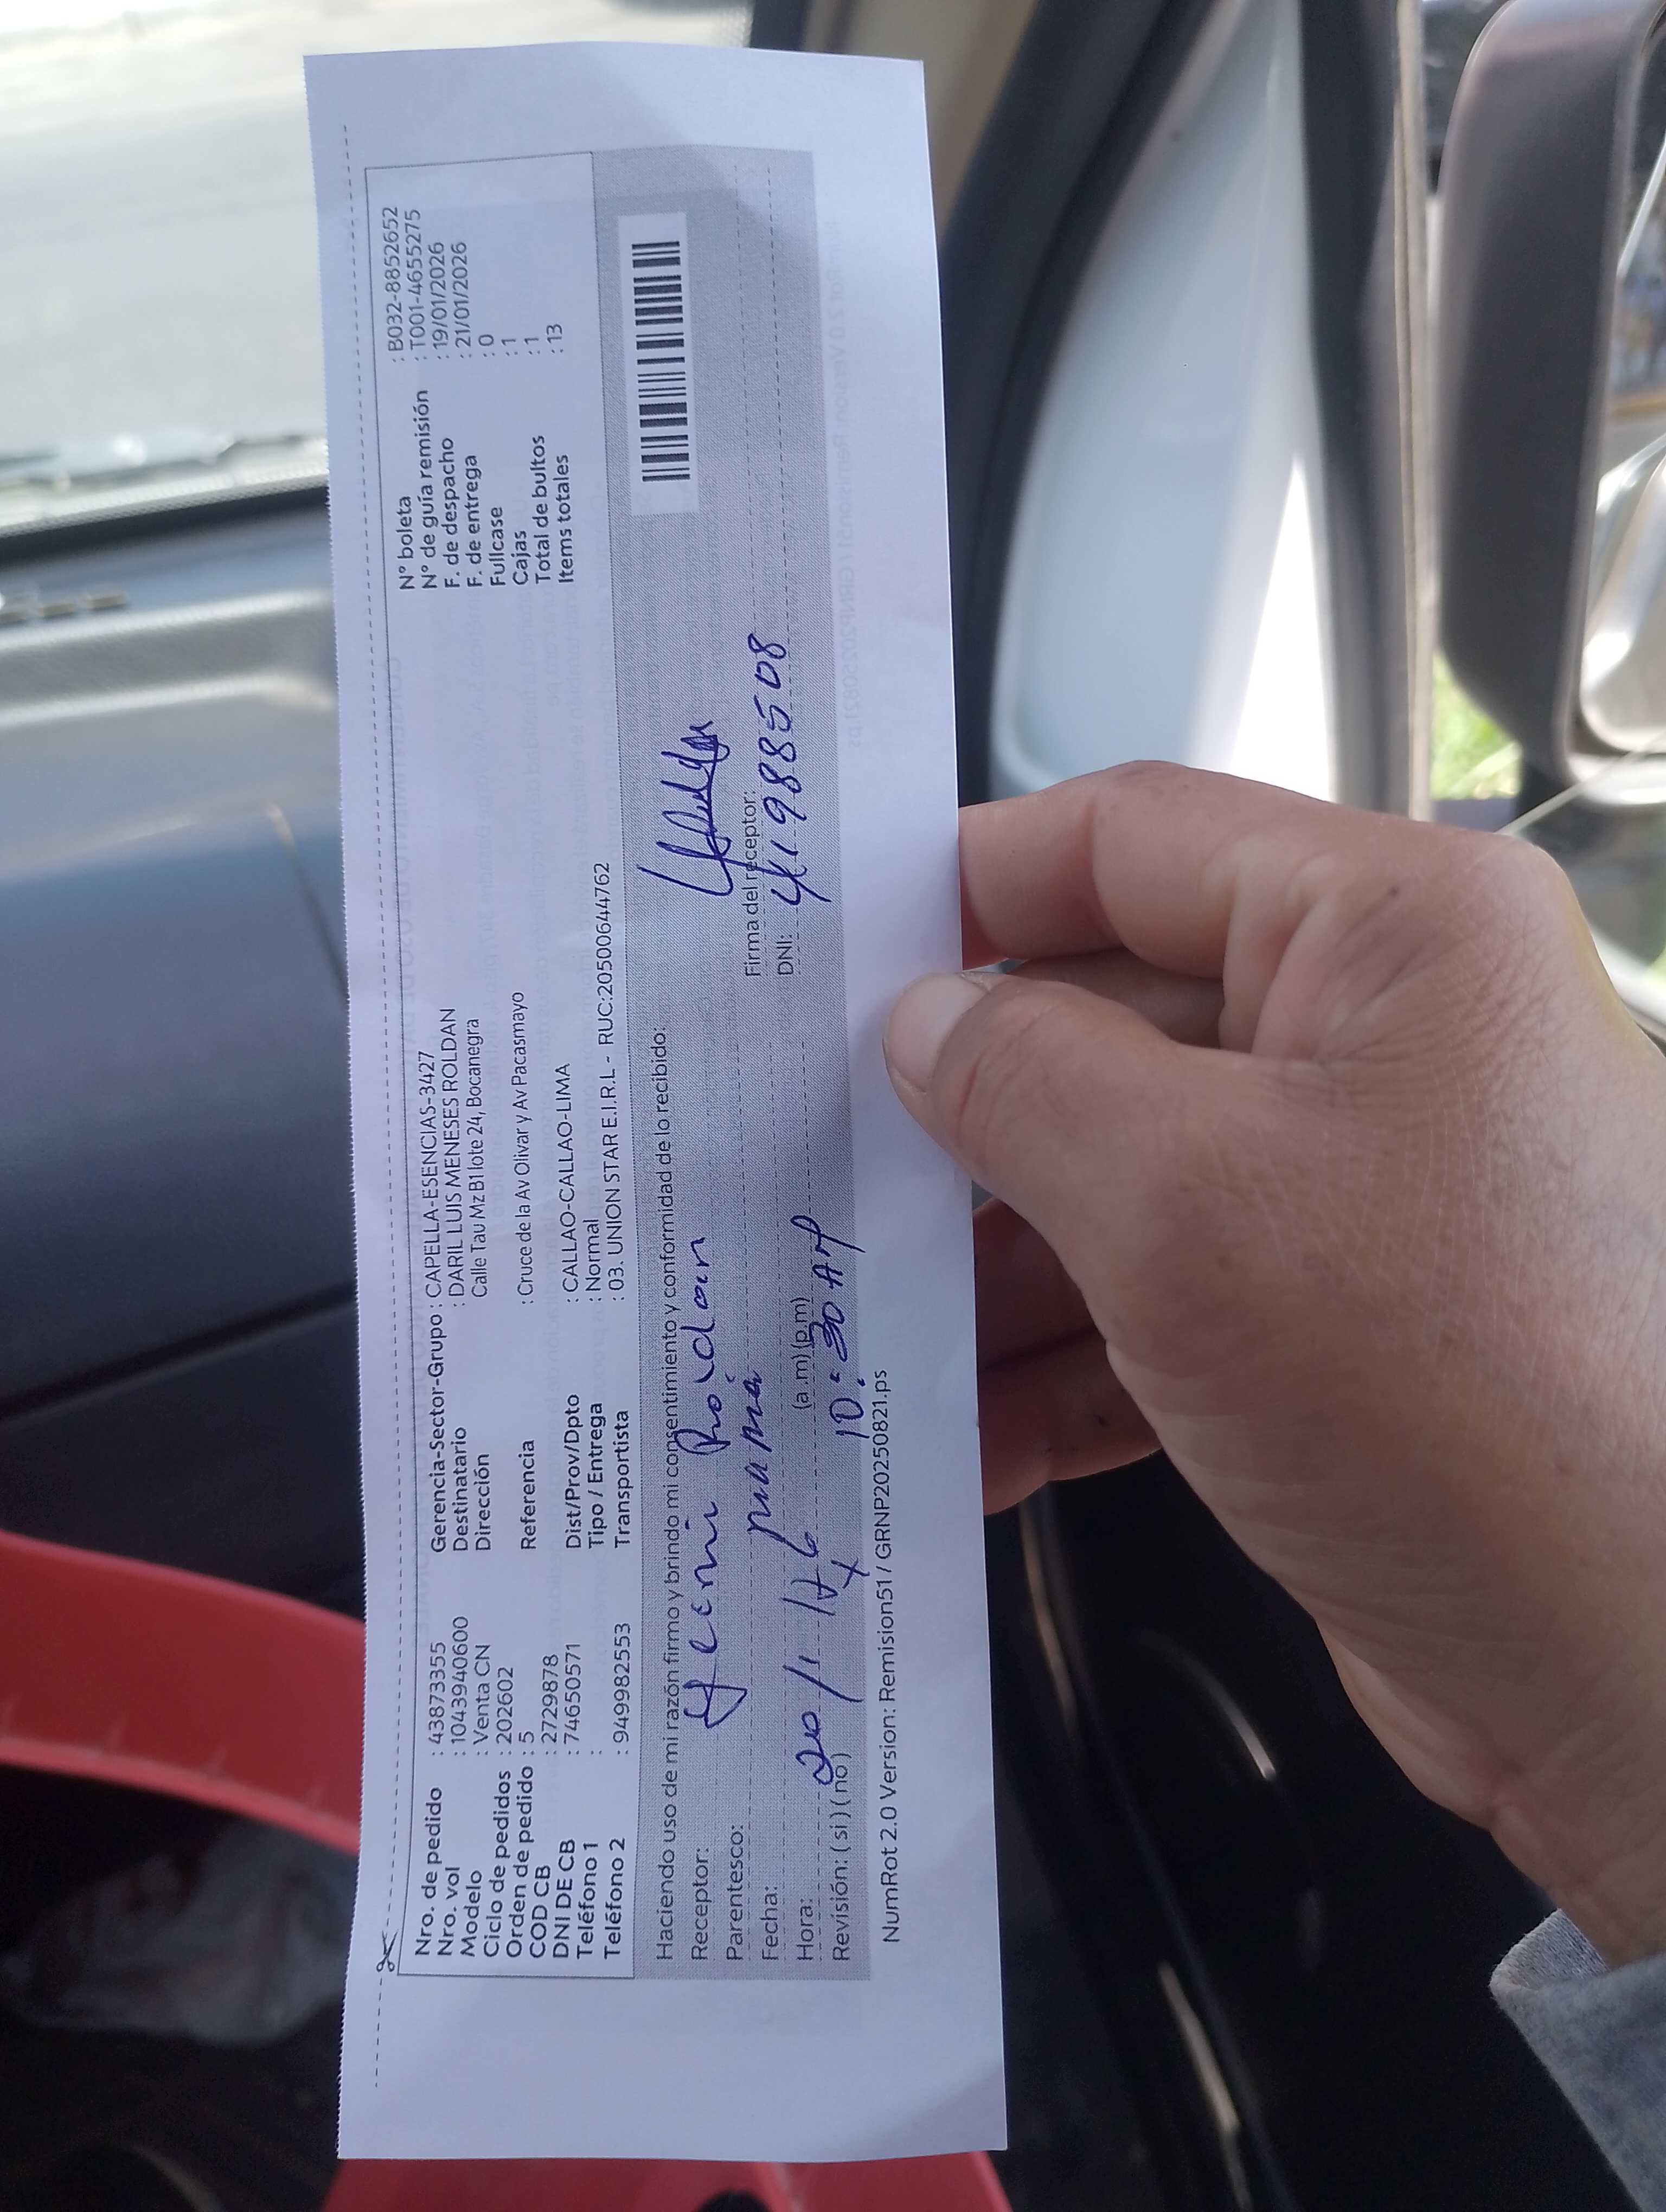 Nro. de pedido : 43873355
Nro. vol : 104394060​0
Modelo : Venta CN
Ciclo de pedidos : 202602
Orden de pedido : 5
COD CB : 2729878
DNI DE CB : 74650571
Teléfono 1 :
Teléfono 2 : 949982553
Gerencia-Sector-Grupo : CAPELLA-ESENCIAS-3427
Destinatario : DARIL LUIS MENESES ROLDAN
Dirección Calle Tau Mz B1 lote 24, Bocanegra
Referencia : Cruce de la Av Olivar y Av Pacasmayo
Dist/Prov/Dpto : CALLAO-CALLAO-LIMA
Tipo / Entrega : Normal
Transportista : 03. UNION STAR E.I.R.L - RUC:20500644762
N° boleta : B032-8852652
N° de guía remisión : T001-4655275
F. de despacho : 19/01/2026
F. de entrega : 21/01/2026
Fullcase : 0
Cajas : 1
Total de bultos : 1
Items totales : 13
Haciendo uso de mi razón firmo y brindo mi consentimiento y conformidad de lo recibido:
Receptor: Roldan
Parentesco: mamá
Fecha: 20/1
Hora: (a.m) (p.m) 10:30 AM
Revisión: ( si ) ( no )
Firma del receptor:
DNI: 41988508
NumRot 2.0 Version: Remision51 / GRNP20250821.ps